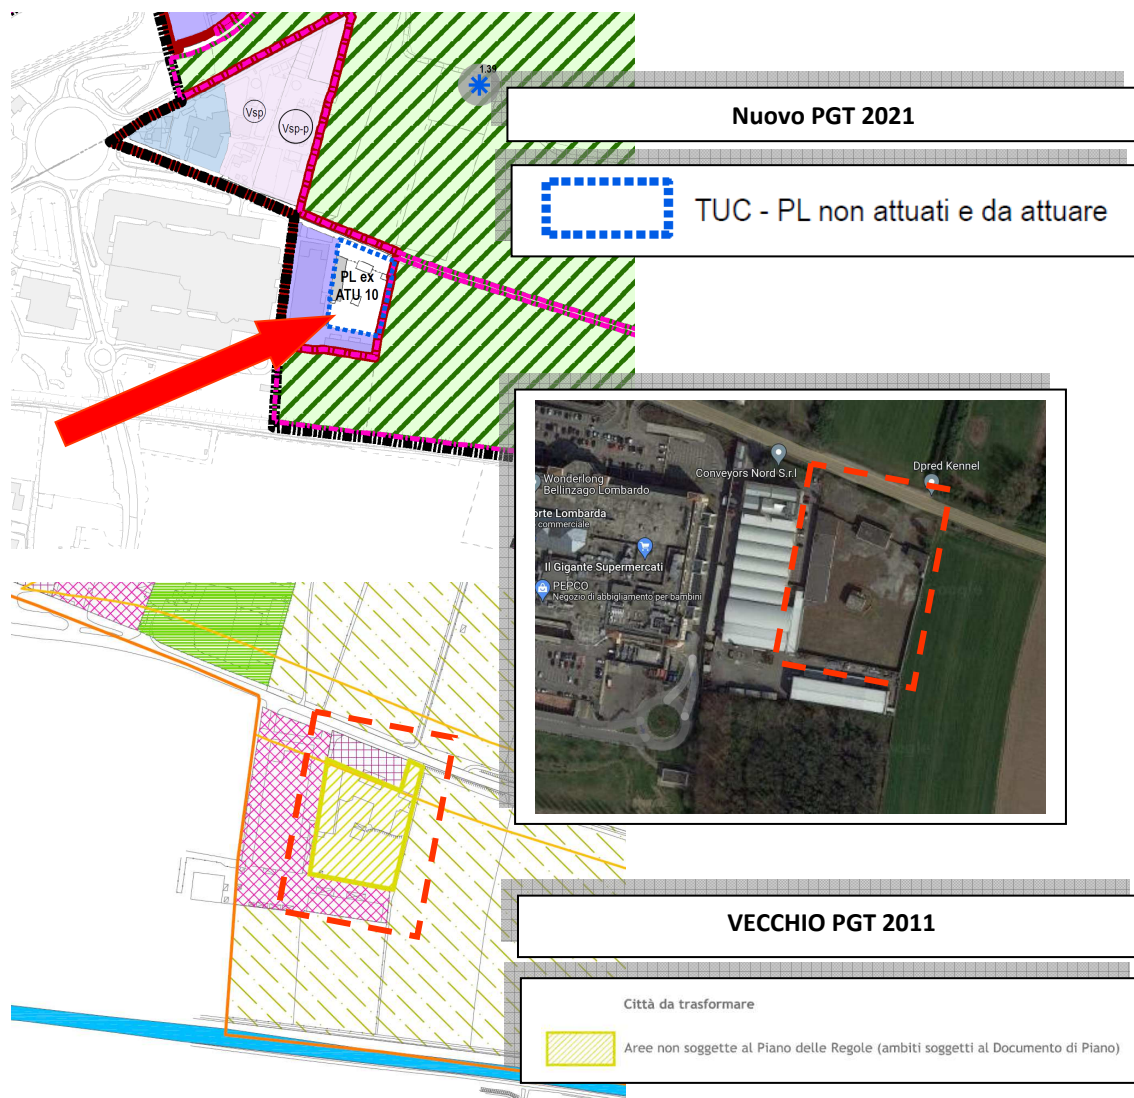 1.39
Nuovo PGT 2021
Vsp
Vsp-p
TUC - PL non attuati e da attuare
PL ex
ATU 10
Conveyors Nord S.r.l
Dpred Kennel
Wonderlong
Bellinzago Lombardo
orte Lombarda
commerciale
Il Gigante Supermercati
PEPCO
Negozio di abbigliamento per bambini
VECCHIO PGT 2011
Città da trasformare
Aree non soggette al Piano delle Regole (ambiti soggetti al Documento di Piano)